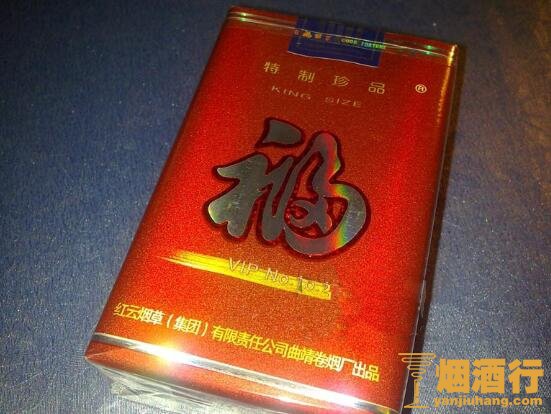 GOOD FORTUNE
特制珍品®
KING SIZE
福
VIP No.10.2
红云烟草(集团)有限责任公司曲靖卷烟厂出品
烟酒行
yanjiuhang.com